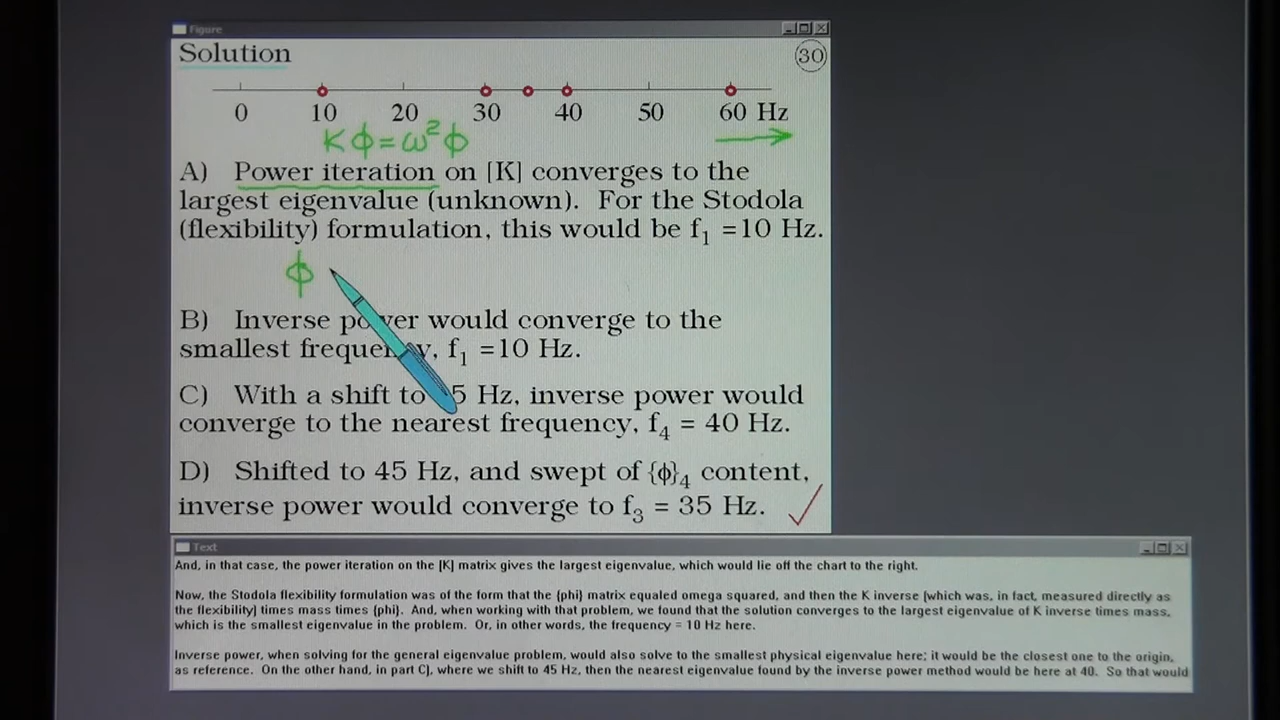 Figure
Solution
30
0 10 20 30 40 50 60 Hz
Kϕ=ω²ϕ
A) Power iteration on [K] converges to the
largest eigenvalue (unknown). For the Stodola
(flexibility) formulation, this would be f₁ =10 Hz.
ϕ
B) Inverse power would converge to the
smallest frequency, f₁ =10 Hz.
C) With a shift to 5 Hz, inverse power would
converge to the nearest frequency, f₄ = 40 Hz.
D) Shifted to 45 Hz, and swept of {ϕ}₄ content,
inverse power would converge to f₃ = 35 Hz.
Text
And, in that case, the power iteration on the [K] matrix gives the largest eigenvalue, which would lie off the chart to the right.
Now, the Stodola flexibility formulation was of the form that the {phi} matrix equaled omega squared, and then the K inverse (which was, in fact, measured directly as
the flexibility) times mass times {phi}. And, when working with that problem, we found that the solution converges to the largest eigenvalue of K inverse times mass,
which is the smallest eigenvalue in the problem. Or, in other words, the frequency = 10 Hz here.
Inverse power, when solving for the general eigenvalue problem, would also solve to the smallest physical eigenvalue here; it would be the closest one to the origin,
as reference. On the other hand, in part C), where we shift to 45 Hz, then the nearest eigenvalue found by the inverse power method would be here at 40. So that would